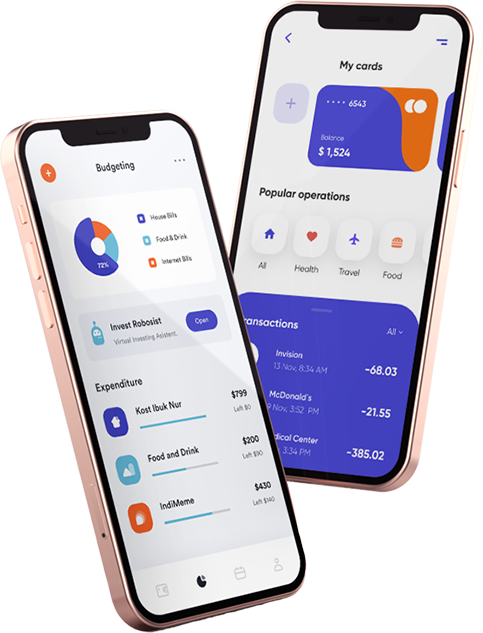 Budgeting
House Bills
Food & Drink
Internet Bills
72%
Invest Robosist
Virtual Investing Asistent.
Open
Expenditure
Kost Ibuk Nur
$799
Left $0
Food and Drink
$200
Left $90
IndiMeme
$430
Left $140
My cards
6543
Balance
$ 1,524
Popular operations
All
Health
Travel
Food
ransactions
All
Invision
13 Nov, 8:34 AM
-68.03
McDonald's
9 Nov, 3:52 PM
-21.55
dical Center
3:34 PM
-385.02